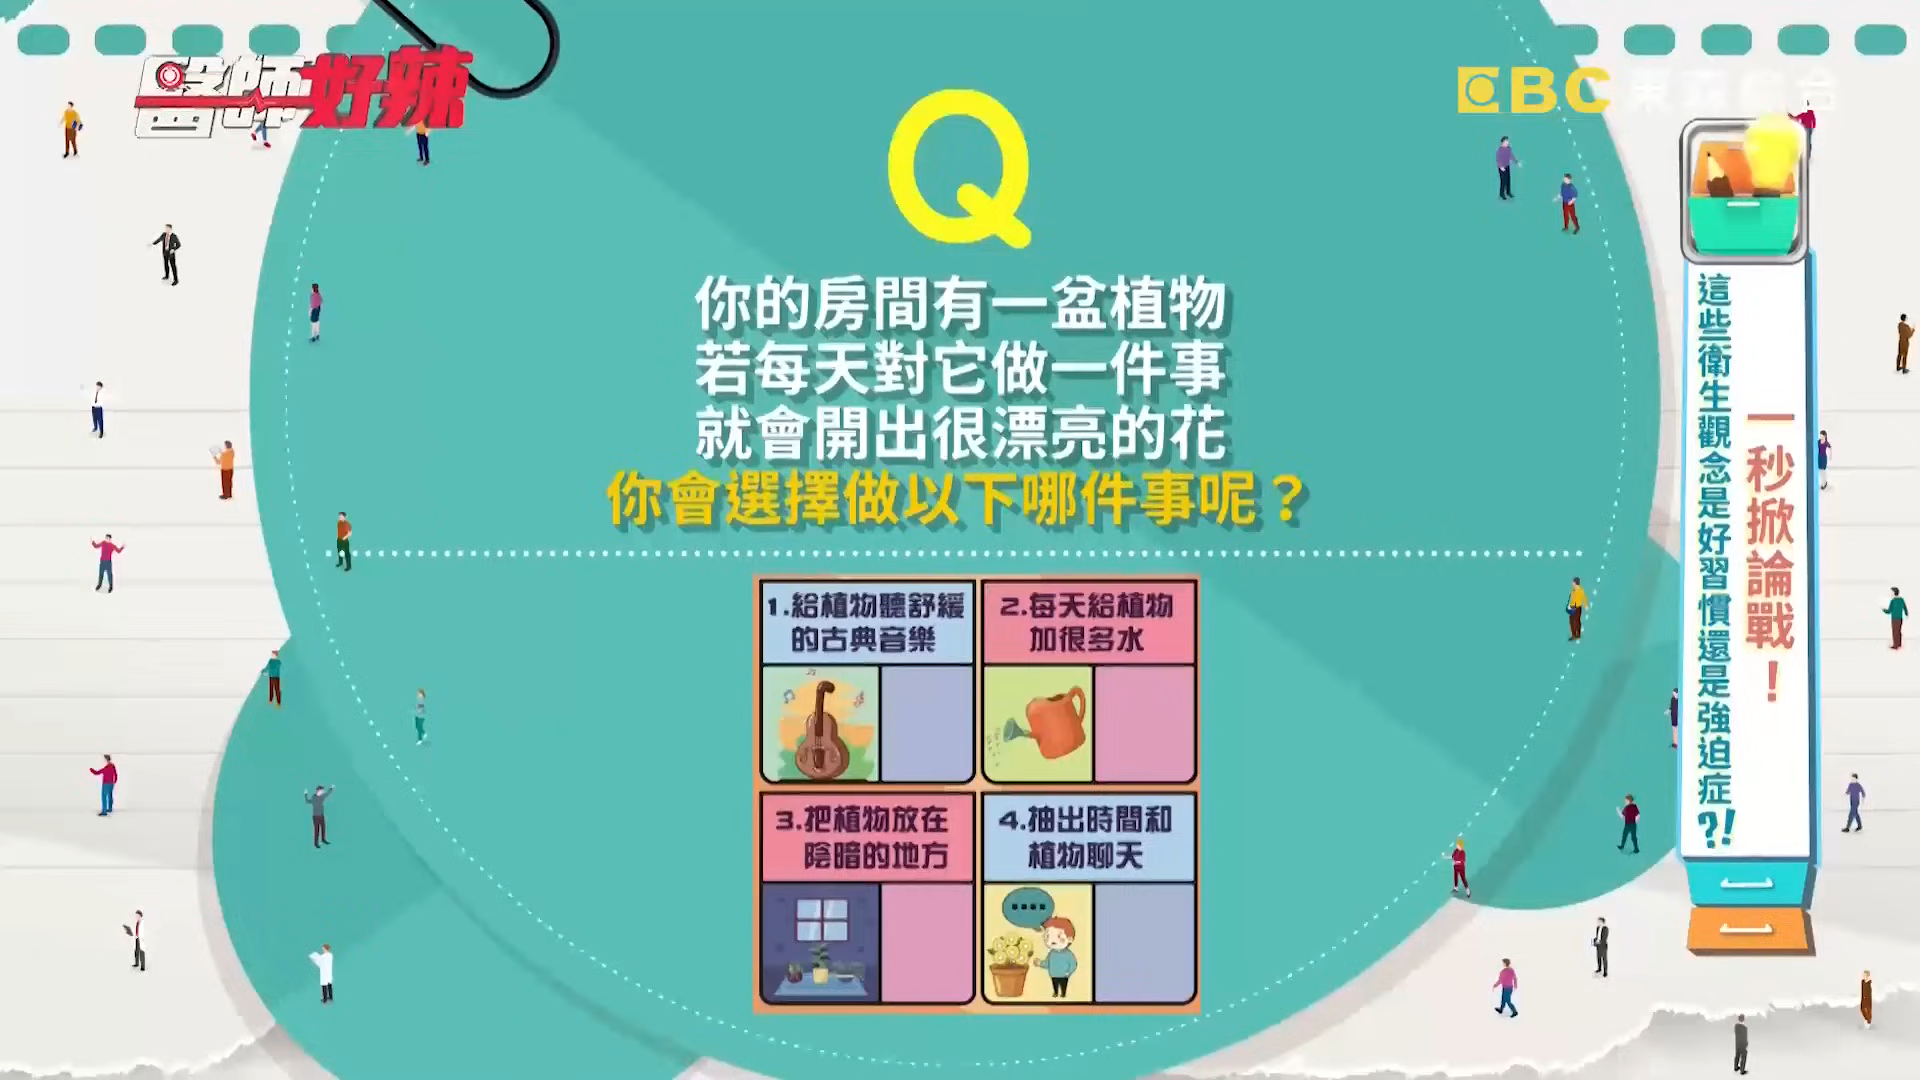 醫師好辣
EBC 東森綜合
Q
你的房間有一盆植物
若每天對它做一件事
就會開出很漂亮的花
你會選擇做以下哪件事呢？
1.給植物聽舒緩
的古典音樂
2.每天給植物
加很多水
3.把植物放在
陰暗的地方
4.抽出時間和
植物聊天
一秒掀論戰！
這些衛生觀念是好習慣還是強迫症?!